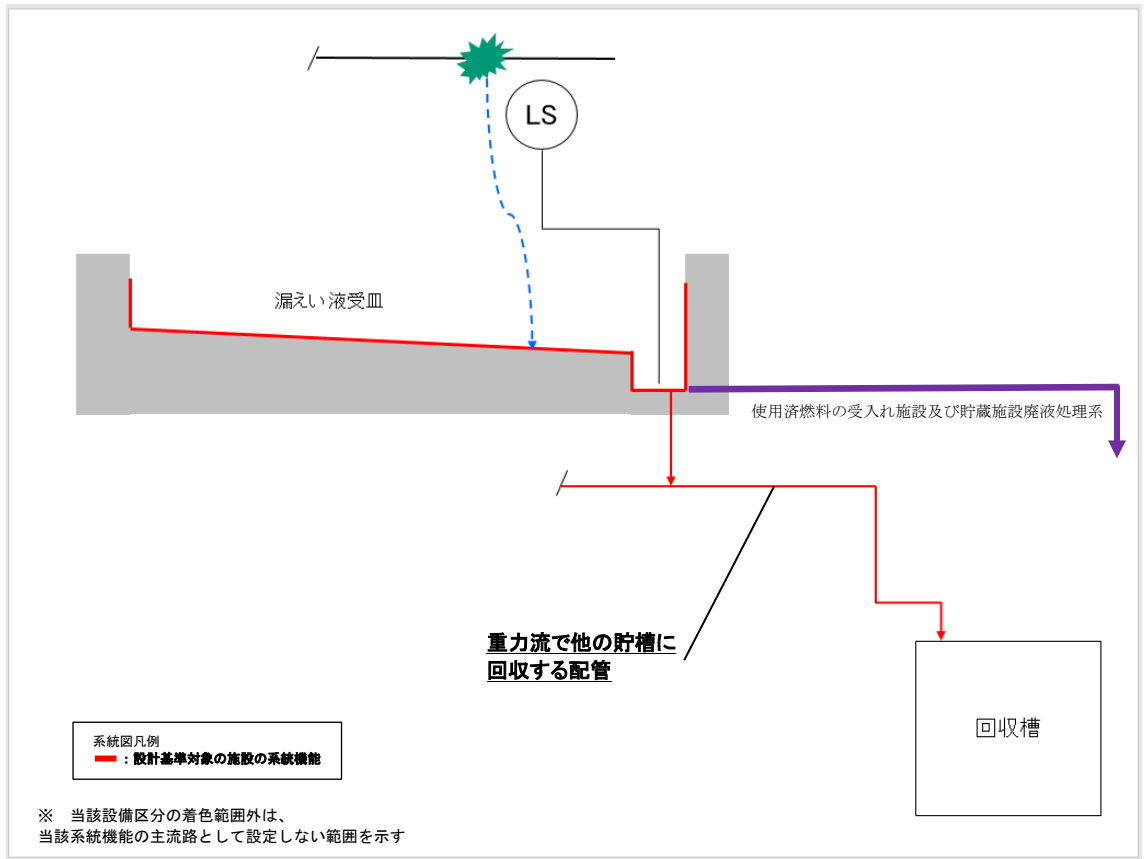 LS
漏えい液受皿
使用済燃料の受入れ施設及び貯蔵施設廃液処理系
重力流で他の貯槽に
回収する配管
回収槽
系統図凡例
：設計基準対象の施設の系統機能
※　当該設備区分の着色範囲外は、
当該系統機能の主流路として設定しない範囲を示す